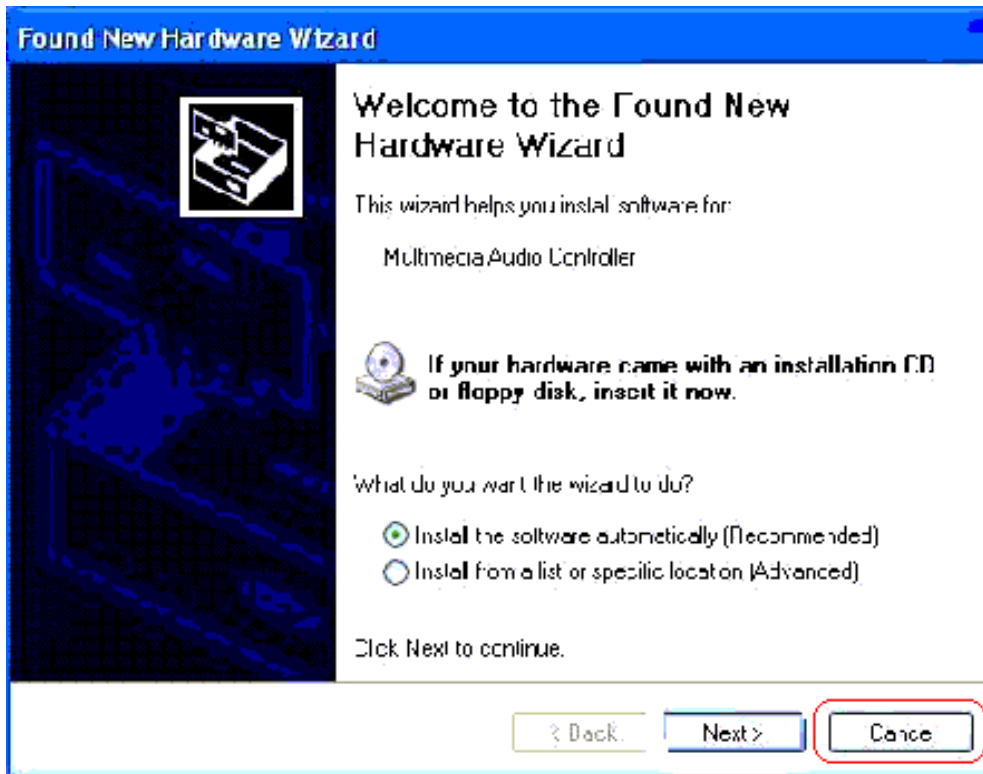 Found New Hardware Wizard
Welcome to the Found New
Hardware Wizard
This wizard helps you install software for:
Multimedia Audio Controller
If your hardware came with an installation CD
or floppy disk, insert it now.
What do you want the wizard to do?
Install the software automatically (Recommended)
Install from a list or specific location (Advanced)
Click Next to continue.
< Back
Next >
Cancel